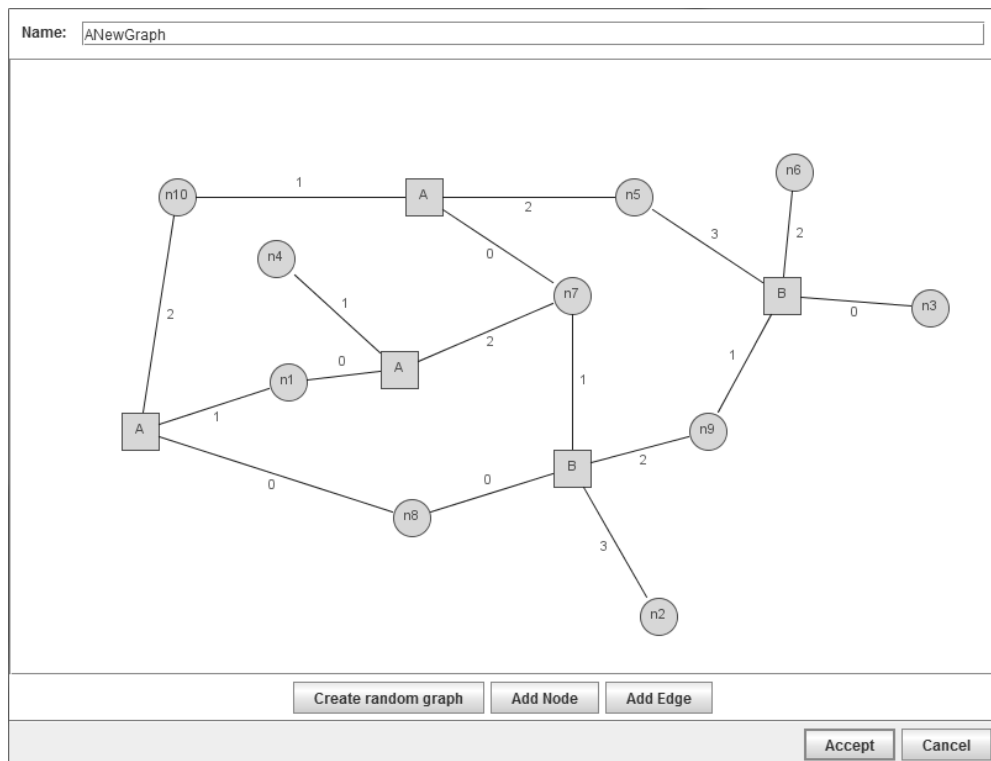 Name: ANewGraph
n6
n10 1 A 2 n5
3 2
n4 0
n7 B 0 n3
1
2 2
0 A 1
n1 1
1
A n9
0 0 B 2
n8
3
n2
Create random graph Add Node Add Edge
Accept Cancel